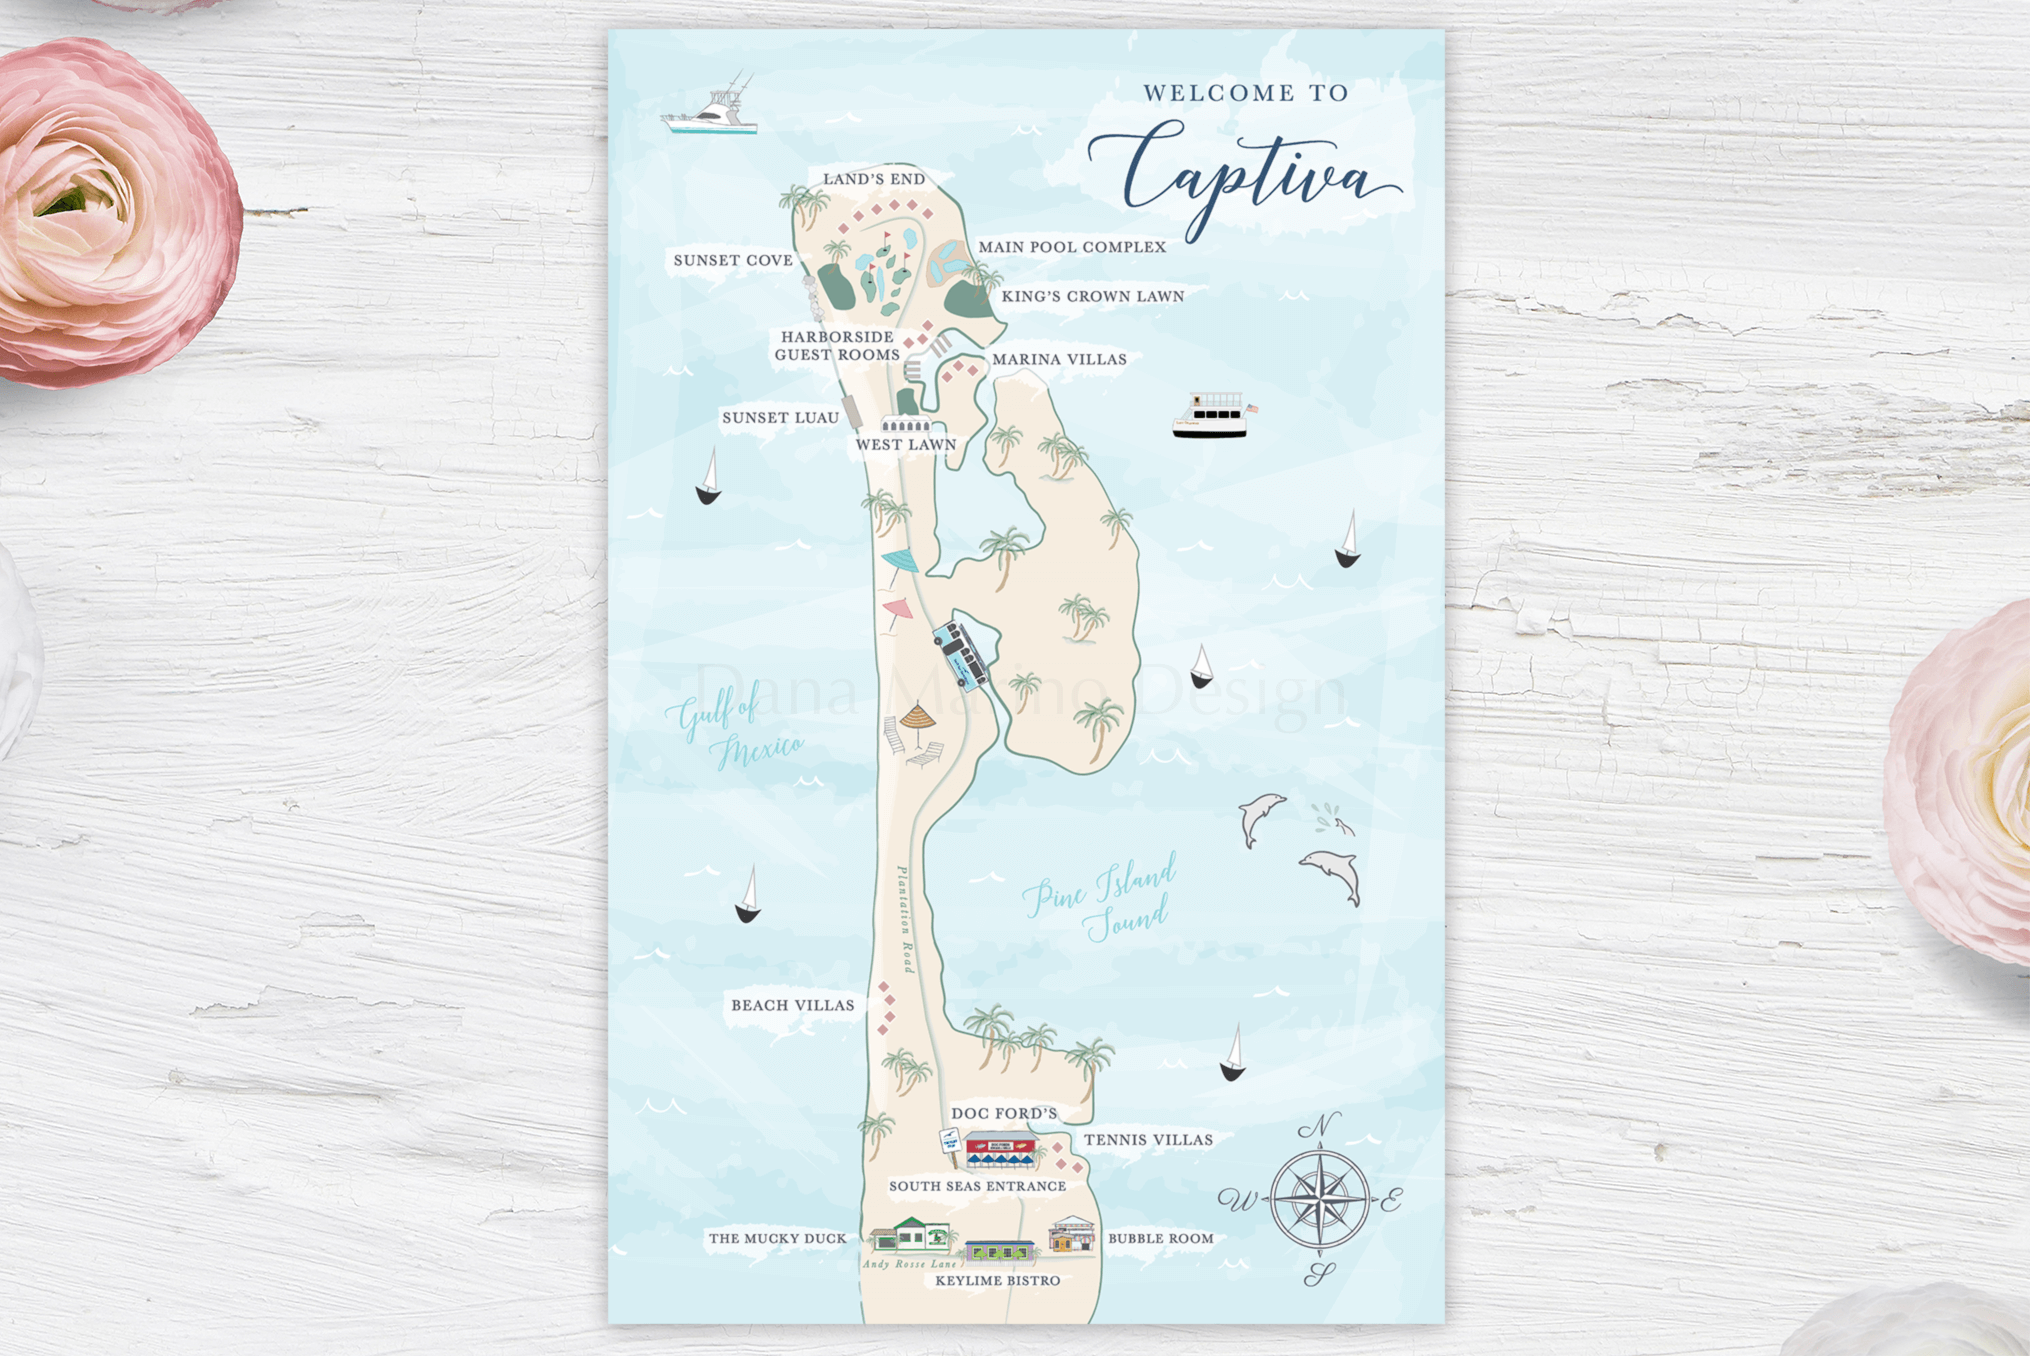 WELCOME TO
Captiva
LAND'S END
SUNSET COVE
MAIN POOL COMPLEX
KING'S CROWN LAWN
HARBORSIDE
GUEST ROOMS
MARINA VILLAS
SUNSET LUAU
WEST LAWN
Dana Marino Design
Gulf of
Mexico
Pine Island
Sound
Plantation Road
BEACH VILLAS
DOC FORD'S
TENNIS VILLAS
SOUTH SEAS ENTRANCE
N
W
E
S
THE MUCKY DUCK
BUBBLE ROOM
Andy Rosse Lane
KEYLIME BISTRO